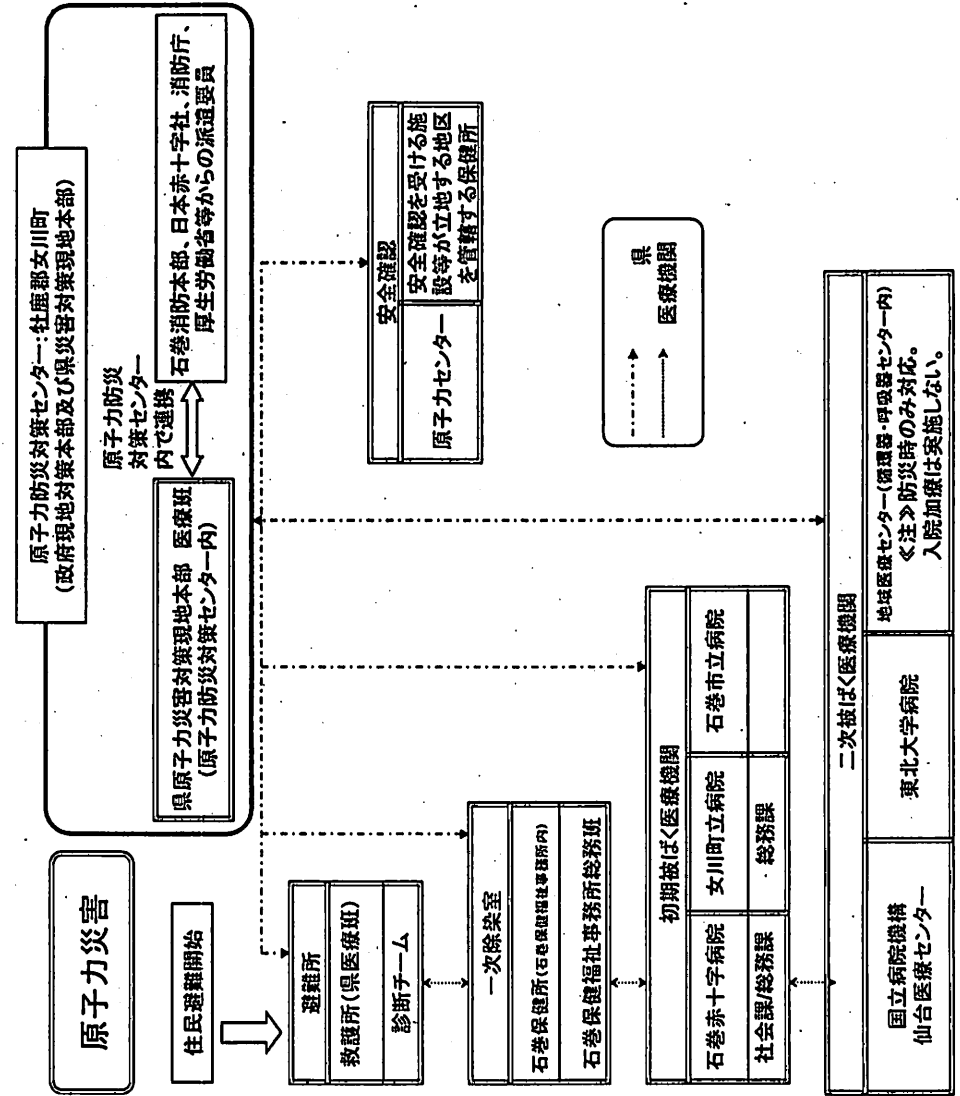 原子力災害
原子力防災対策センター:牡鹿郡女川町
(政府現地対策本部及び県災害対策現地本部)
県原子力災害対策現地本部 医療班
(原子力防災対策センター内)
原子力防災
対策センター
内で連携
石巻消防本部、日本赤十字社、消防庁、
厚生労働省等からの派遣要員
住民避難開始
避難所
救護所(県医療班)
診断チーム
安全確認
原子力センター
安全確認を受ける施
設等が立地する地区
を管轄する保健所
一次除染室
石巻保健所(石巻保健福祉事務所内)
石巻保健福祉事務所総務班
県
医療機関
初期被ばく医療機関
石巻赤十字病院
女川町立病院
石巻市立病院
社会課/総務課
総務課
二次被ばく医療機関
国立病院機構
仙台医療センター
東北大学病院
地域医療センター(循環器・呼吸器センター内)
≪注≫防災時のみ対応。
入院加療は実施しない。